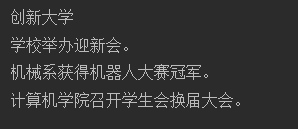 创新大学
学校举办迎新会。
机械系获得机器人大赛冠军。
计算机学院召开学生会换届大会。